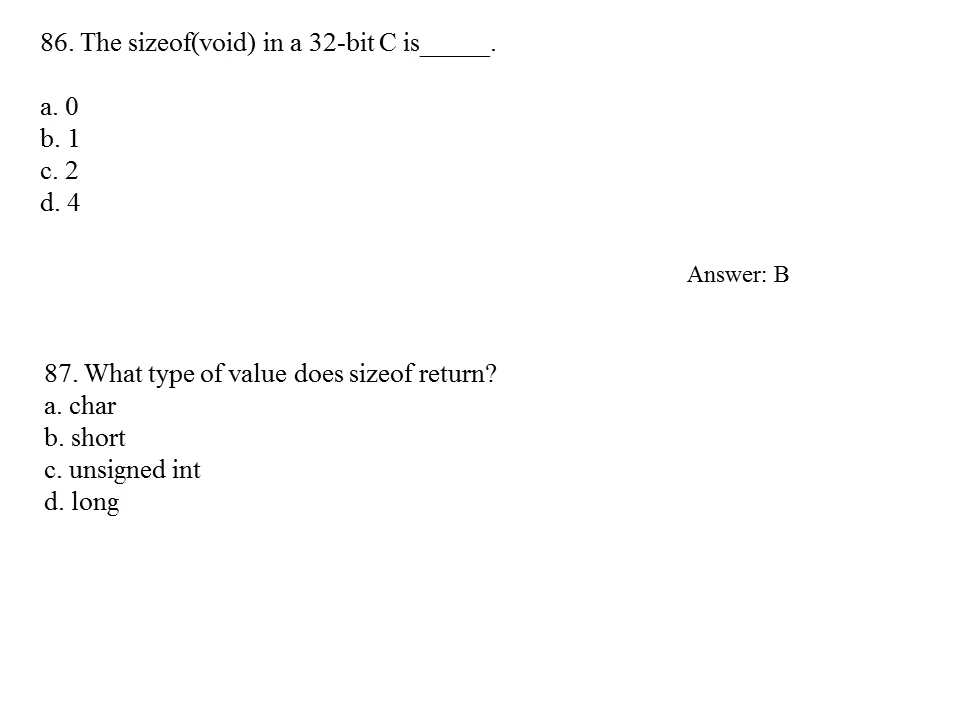 86. The sizeof(void) in a 32-bit C is_____.
a. 0
b. 1
c. 2
d. 4
Answer: B
87. What type of value does sizeof return?
a. char
b. short
c. unsigned int
d. long